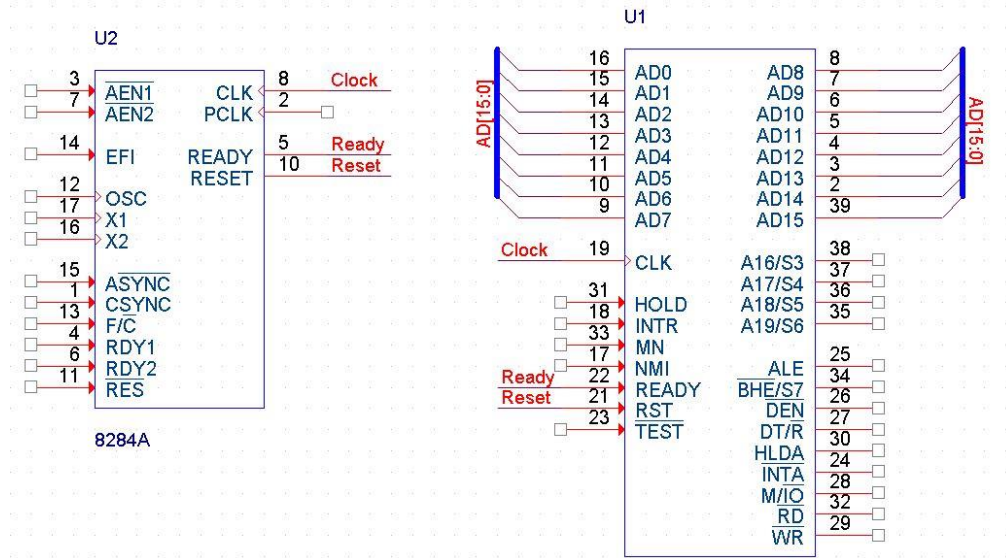 U2
3 AEN1
7 AEN2
14 EFI
12 OSC
17 X1
16 X2
15 ASYNC
1 CSYNC
13 F/C
4 RDY1
6 RDY2
11 RES
CLK 8 Clock
PCLK 2
READY 5 Ready
RESET 10 Reset
8284A
U1
AD[15:0]
16 AD0
15 AD1
14 AD2
13 AD3
12 AD4
11 AD5
10 AD6
9 AD7
Clock 19 CLK
31 HOLD
18 INTR
33 MN
17 NMI
Ready 22 READY
Reset 21 RST
23 TEST
AD8 8
AD9 7
AD10 6
AD11 5
AD12 4
AD13 3
AD14 2
AD15 39
AD[15:0]
A16/S3 38
A17/S4 37
A18/S5 36
A19/S6 35
ALE 25
BHE/S7 34
DEN 26
DT/R 27
HLDA 30
INTA 24
M/IO 28
RD 32
WR 29